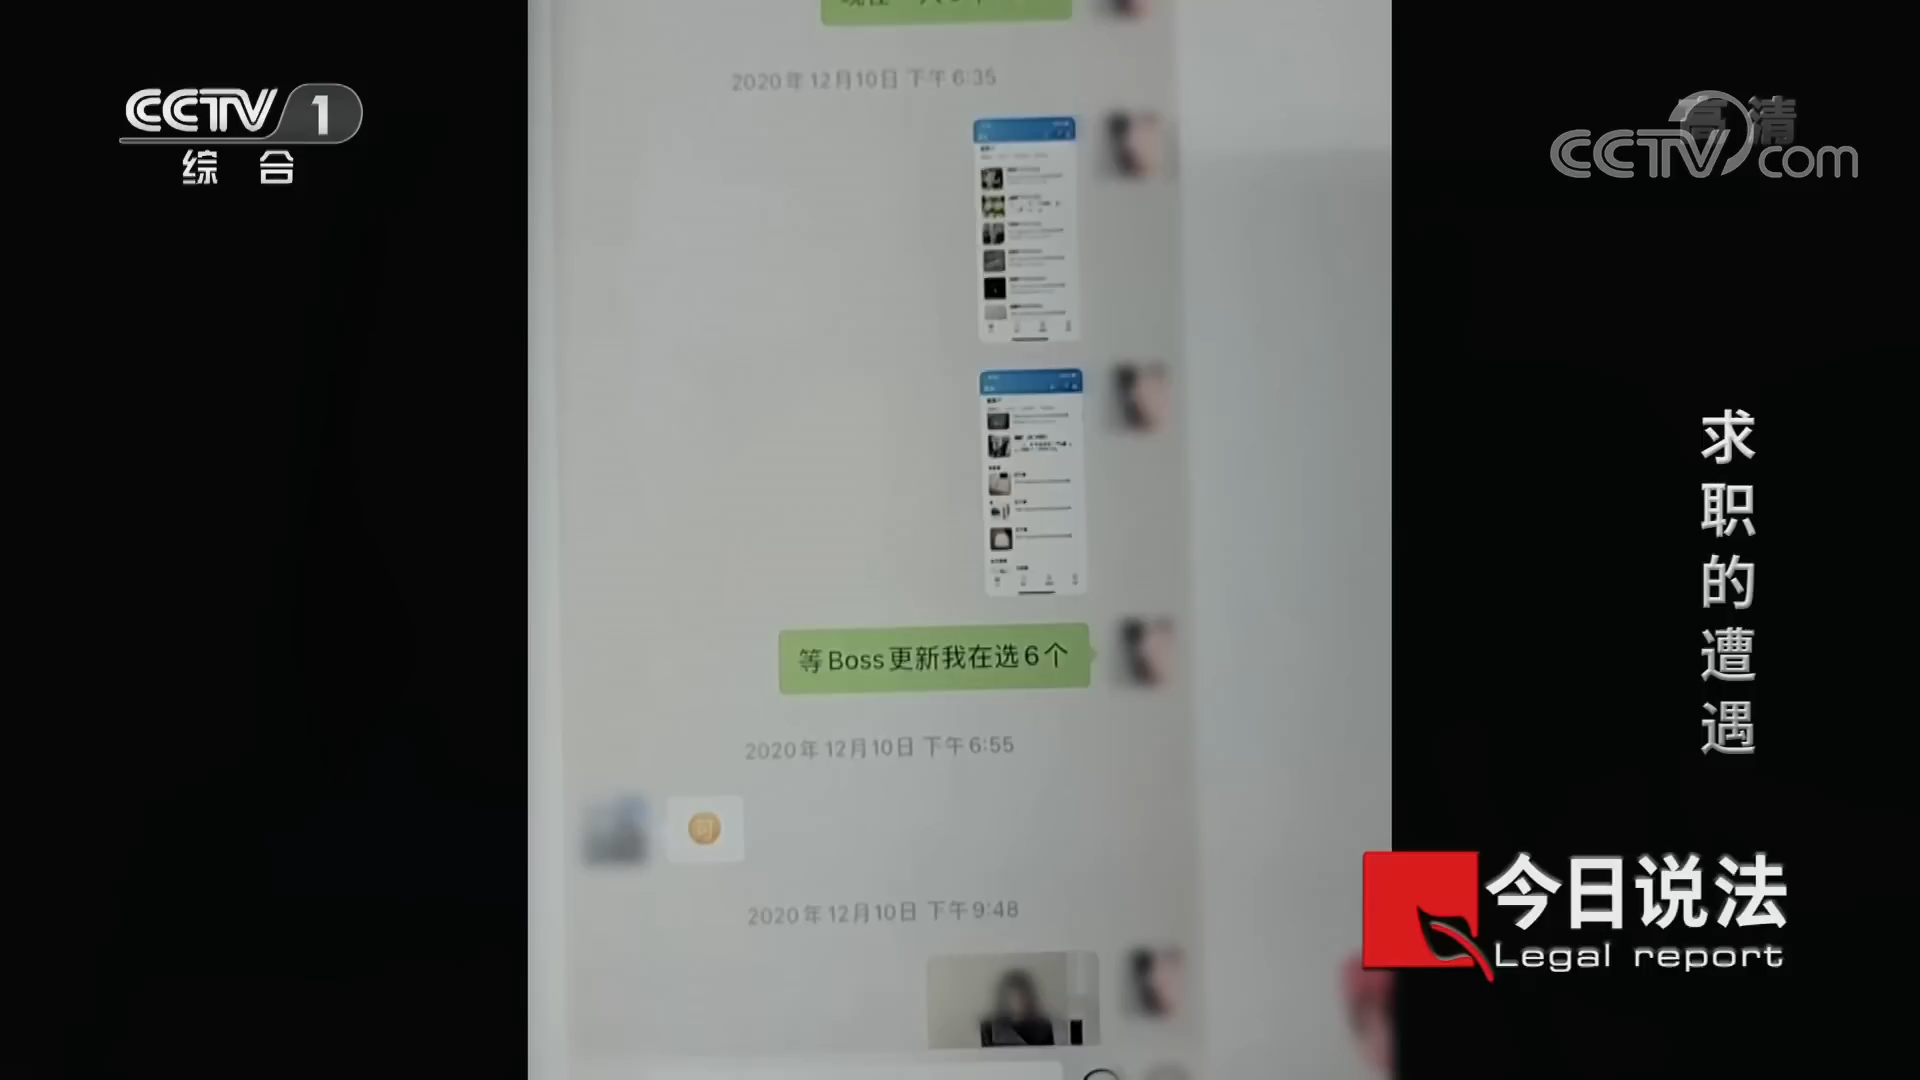 CCTV 1
综合
高清
CCTV.com
2020年12月10日 下午6:35
等Boss更新我在选6个
2020年12月10日 下午6:55
2020年12月10日 下午9:48
求职的遭遇
今日说法
Legal report